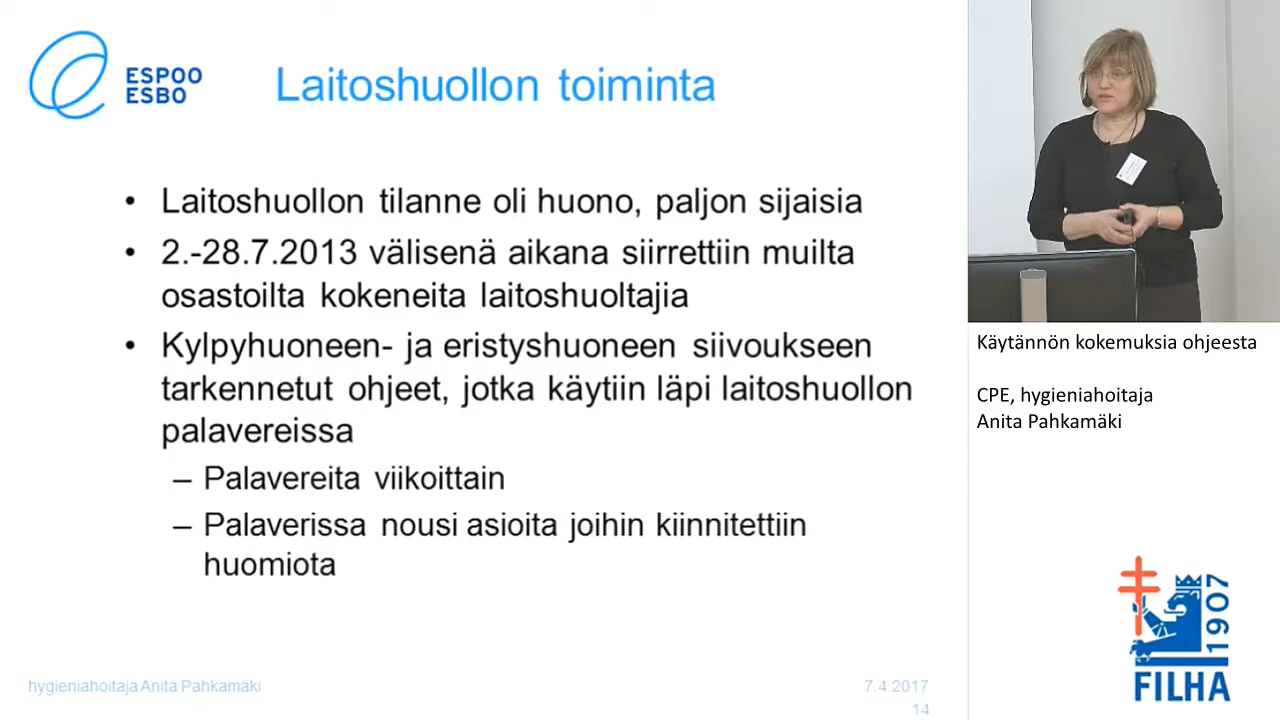 ESPOO
ESBO
Laitoshuollon toiminta
• Laitoshuollon tilanne oli huono, paljon sijaisia
• 2.-28.7.2013 välisenä aikana siirrettiin muilta
osastoilta kokeneita laitoshuoltajia
• Kylpyhuoneen- ja eristyshuoneen siivoukseen
tarkennetut ohjeet, jotka käytiin läpi laitoshuollon
palavereissa
– Palavereita viikoittain
– Palaverissa nousi asioita joihin kiinnitettiin
huomiota
hygieniahoitaja Anita Pahkamäki
7.4.2017
14
Käytännön kokemuksia ohjeesta
CPE, hygieniahoitaja
Anita Pahkamäki
1907
FILHA